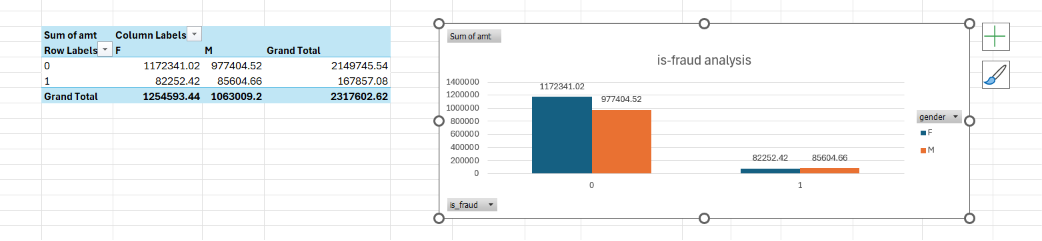 Sum of amt Column Labels
Row Labels F M Grand Total
0 1172341.02 977404.52 2149745.54
1 82252.42 85604.66 167857.08
Grand Total 1254593.44 1063009.2 2317602.62
Sum of amt
is-fraud analysis
1400000
1200000
1000000
800000
600000
400000
200000
0
1172341.02
977404.52
82252.42
85604.66
0 1
gender
F
M
is_fraud